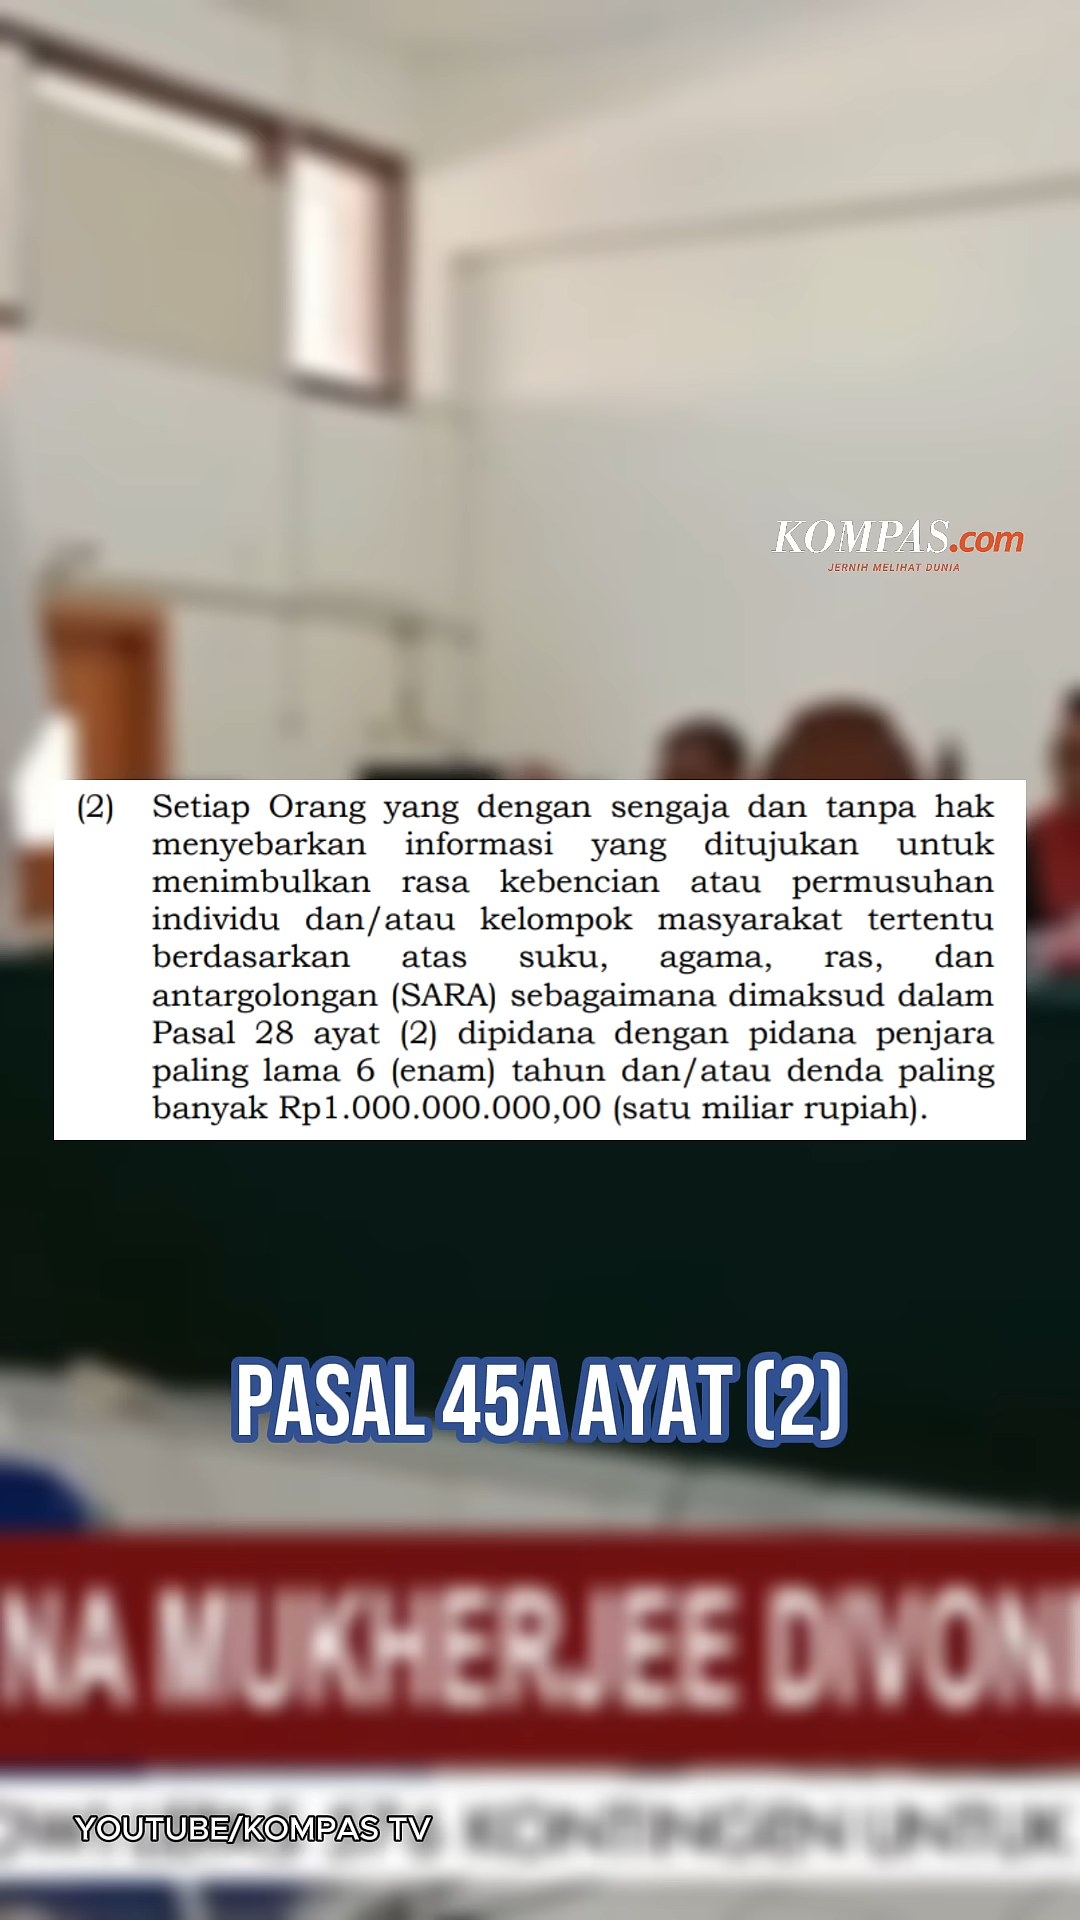 KOMPAS.com
JERNIH MELIHAT DUNIA
(2) Setiap Orang yang dengan sengaja dan tanpa hak
menyebarkan informasi yang ditujukan untuk
menimbulkan rasa kebencian atau permusuhan
individu dan/atau kelompok masyarakat tertentu
berdasarkan atas suku, agama, ras, dan
antargolongan (SARA) sebagaimana dimaksud dalam
Pasal 28 ayat (2) dipidana dengan pidana penjara
paling lama 6 (enam) tahun dan/atau denda paling
banyak Rp1.000.000.000,00 (satu miliar rupiah).
PASAL 45A AYAT (2)
NA MUKHERJEE DIVONI
YOUTUBE/KOMPAS TV
KONTINGEN UNTUK